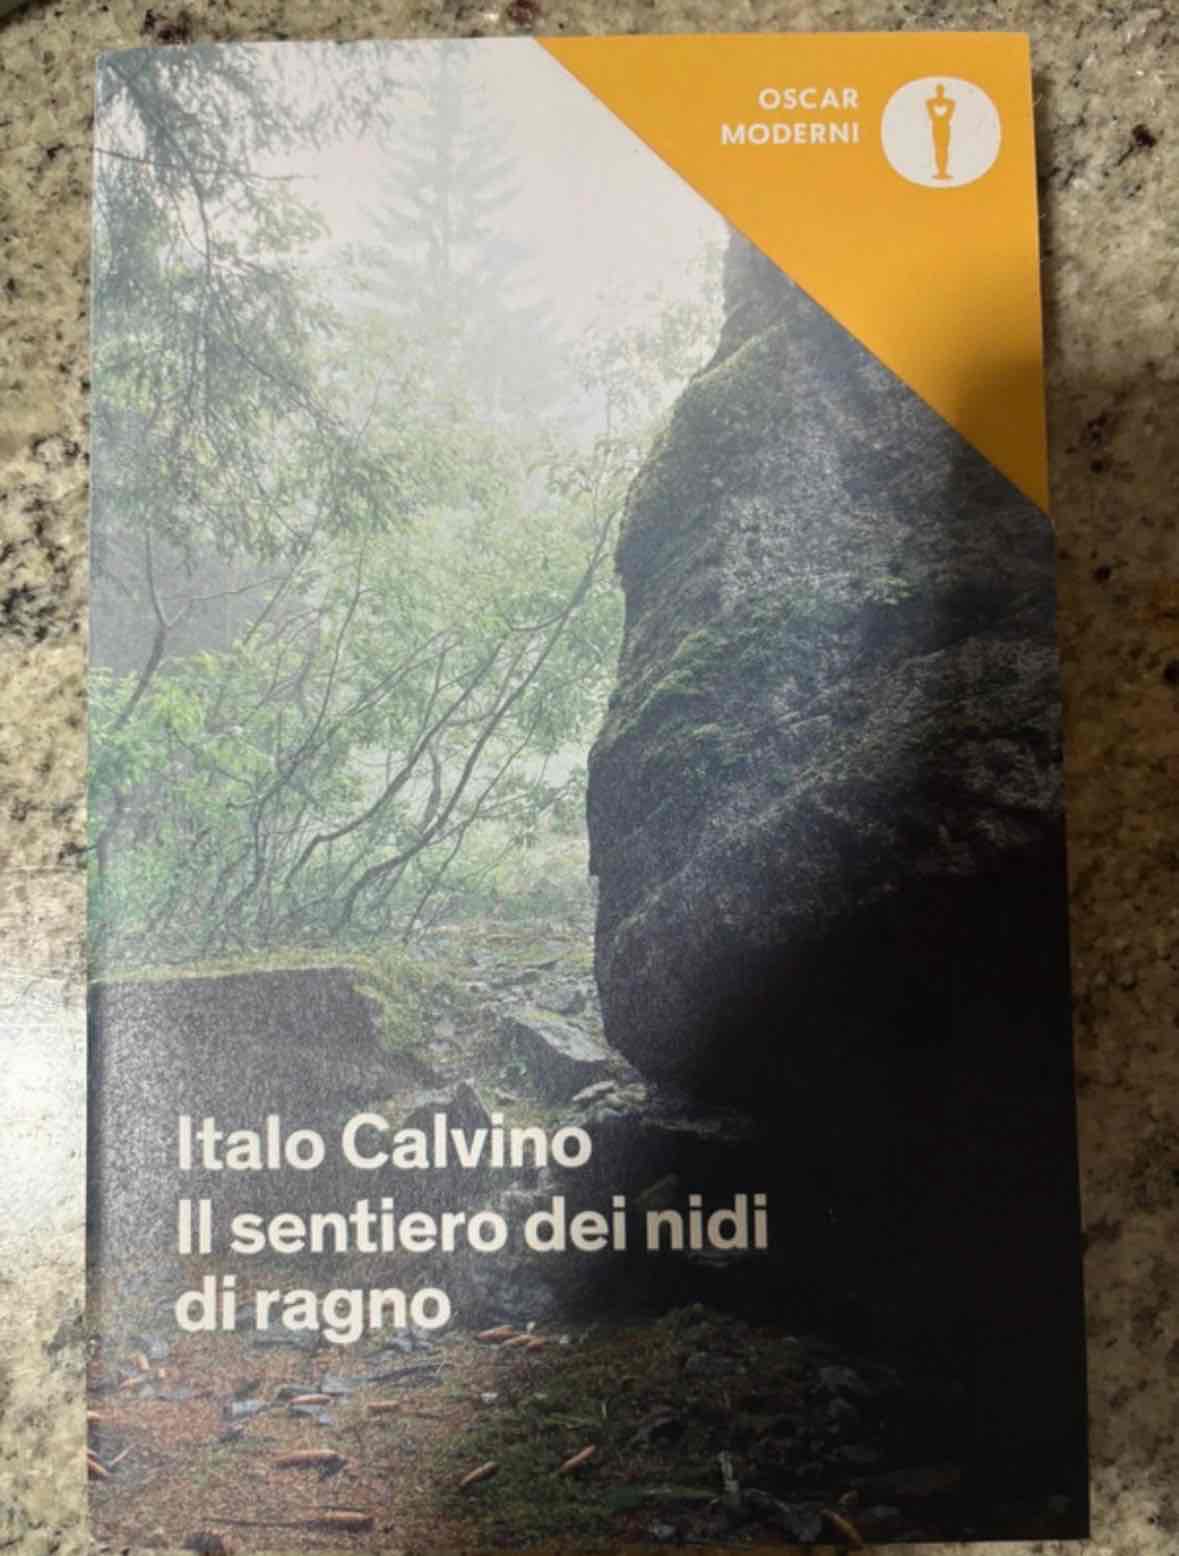 OSCAR
MODERNI
Italo Calvino
Il sentiero dei nidi
di ragno